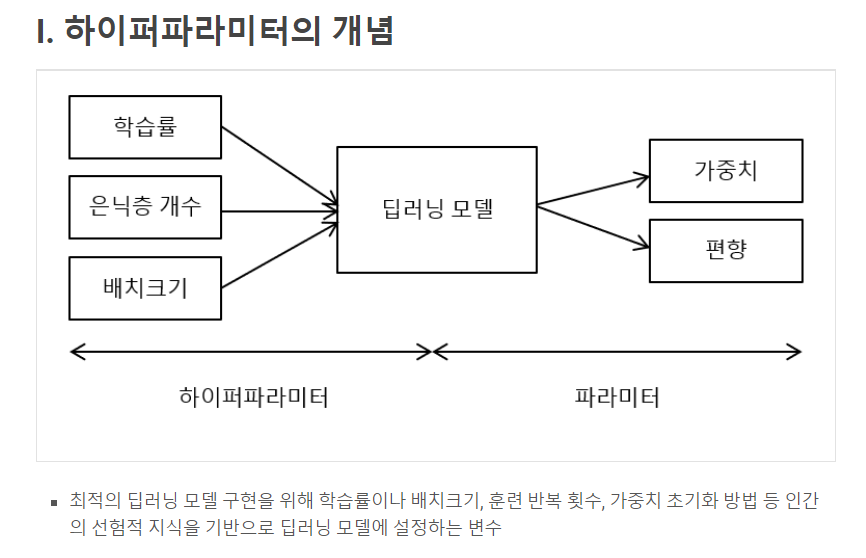 I. 하이퍼파라미터의 개념
학습률
은닉층 개수
배치크기
딥러닝 모델
가중치
편향
하이퍼파라미터
파라미터
▪ 최적의 딥러닝 모델 구현을 위해 학습률이나 배치크기, 훈련 반복 횟수, 가중치 초기화 방법 등 인간
의 선험적 지식을 기반으로 딥러닝 모델에 설정하는 변수